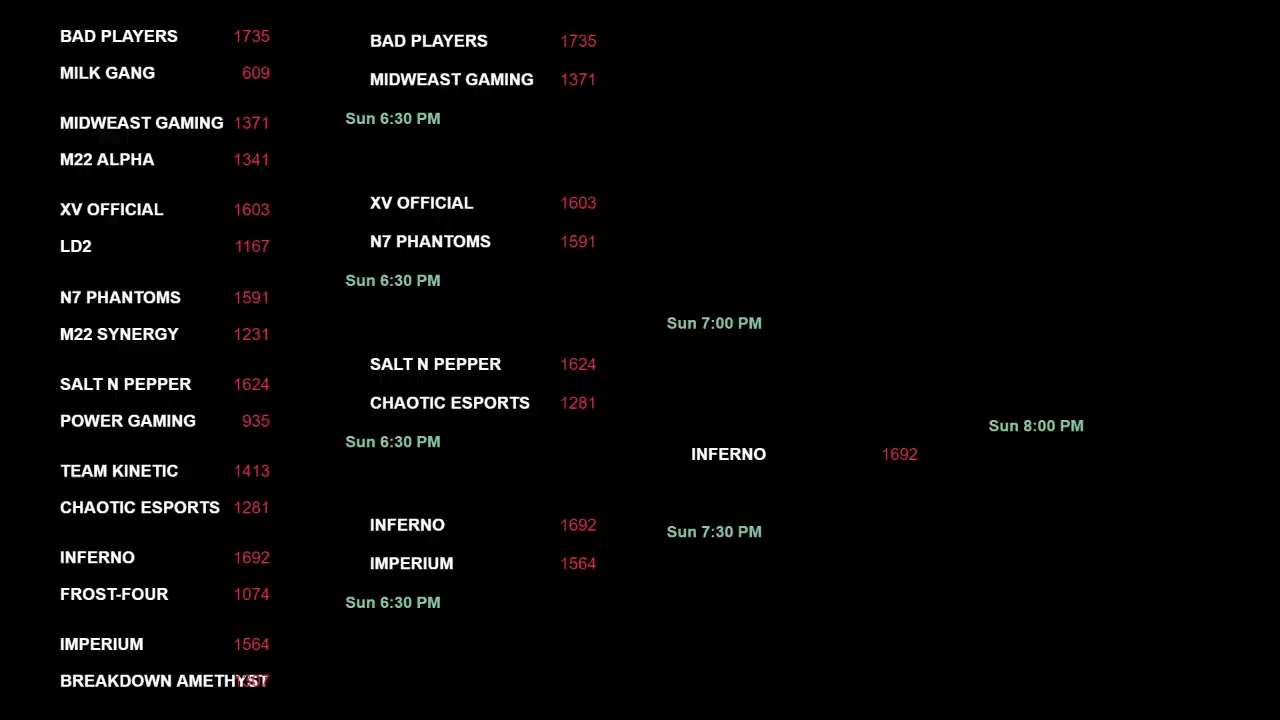 BAD PLAYERS 1735
MILK GANG 609
MIDWEAST GAMING 1371
M22 ALPHA 1341
XV OFFICIAL 1603
LD2 1167
N7 PHANTOMS 1591
M22 SYNERGY 1231
SALT N PEPPER 1624
POWER GAMING 935
TEAM KINETIC 1413
CHAOTIC ESPORTS 1281
INFERNO 1692
FROST-FOUR 1074
IMPERIUM 1564
BREAKDOWN AMETHYST
BAD PLAYERS 1735
MIDWEAST GAMING 1371
Sun 6:30 PM
XV OFFICIAL 1603
N7 PHANTOMS 1591
Sun 6:30 PM
SALT N PEPPER 1624
CHAOTIC ESPORTS 1281
Sun 6:30 PM
INFERNO 1692
IMPERIUM 1564
Sun 6:30 PM
Sun 7:00 PM
INFERNO 1692
Sun 7:30 PM
Sun 8:00 PM